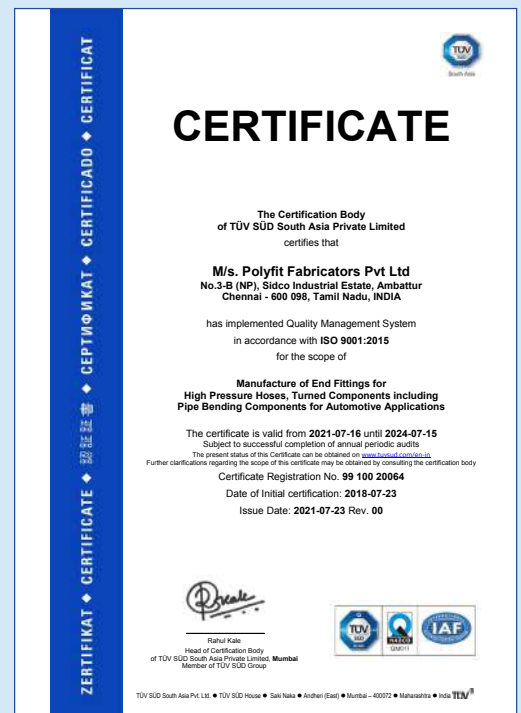 TÜV
SÜD
South Asia
CERTIFICATE
The Certification Body
of TÜV SÜD South Asia Private Limited
certifies that
M/s. Polyfit Fabricators Pvt Ltd
No.3-B (NP), Sidco Industrial Estate, Ambattur
Chennai - 600 098, Tamil Nadu, INDIA
has implemented Quality Management System
in accordance with ISO 9001:2015
for the scope of
Manufacture of End Fittings for
High Pressure Hoses, Turned Components including
Pipe Bending Components for Automotive Applications
The certificate is valid from 2021-07-16 until 2024-07-15
Subject to successful completion of annual periodic audits
The present status of this Certificate can be obtained on www.tuvsud.com/en-in
Further clarifications regarding the scope of this certificate may be obtained by consulting the certification body
Certificate Registration No. 99 100 20064
Date of Initial certification: 2018-07-23
Issue Date: 2021-07-23 Rev. 00
Rahul Kale
Head of Certification Body
of TÜV SÜD South Asia Private Limited, Mumbai
Member of TÜV SÜD Group
TÜV
SÜD
NABCB
QM011
IAF
TÜV SÜD South Asia Pvt. Ltd. ● TÜV SÜD House ● Saki Naka ● Andheri (East) ● Mumbai – 400072 ● Maharashtra ● India TÜV®
ZERTIFIKAT ◆ CERTIFICATE ◆ 認証証書 ◆ СЕРТИФИКАТ ◆ CERTIFICADO ◆ CERTIFICAT